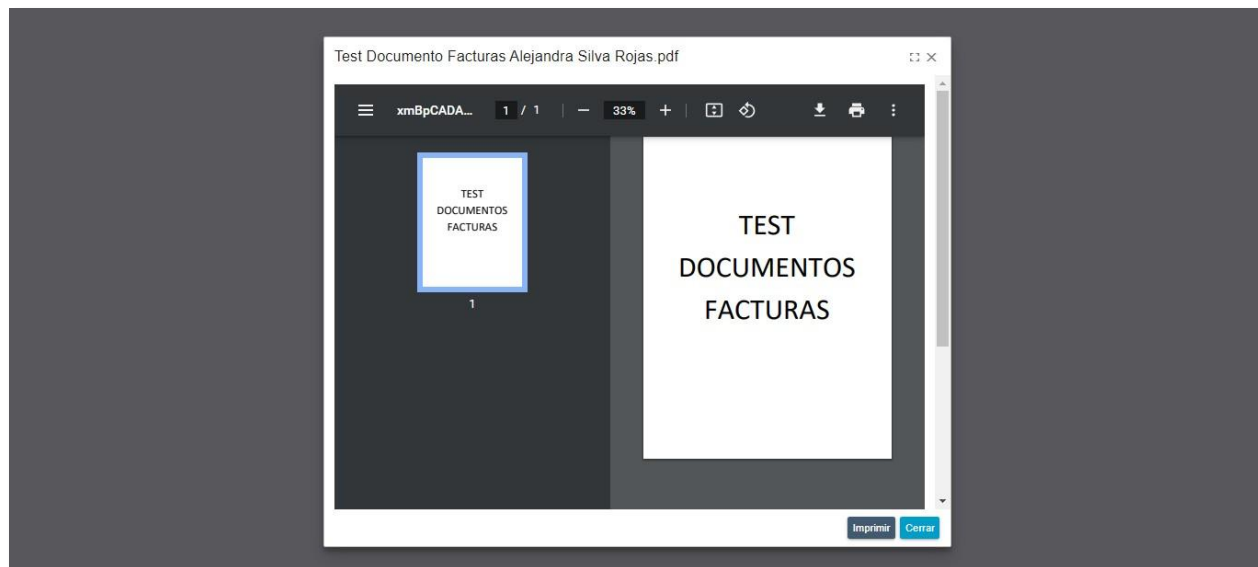 Test Documento Facturas Alejandra Silva Rojas.pdf
xmBpCADA... 1 / 1 33%
TEST
DOCUMENTOS
FACTURAS
1
TEST
DOCUMENTOS
FACTURAS
Imprimir Cerrar